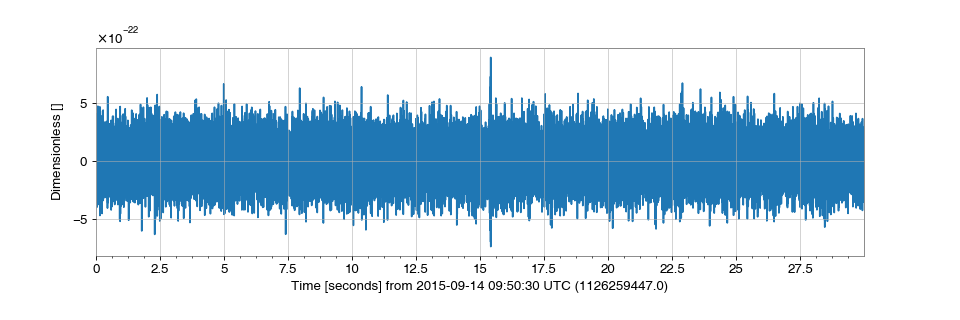 ×10⁻²²
Dimensionless []
5
0
−5
0 2.5 5 7.5 10 12.5 15 17.5 20 22.5 25 27.5
Time [seconds] from 2015-09-14 09:50:30 UTC (1126259447.0)